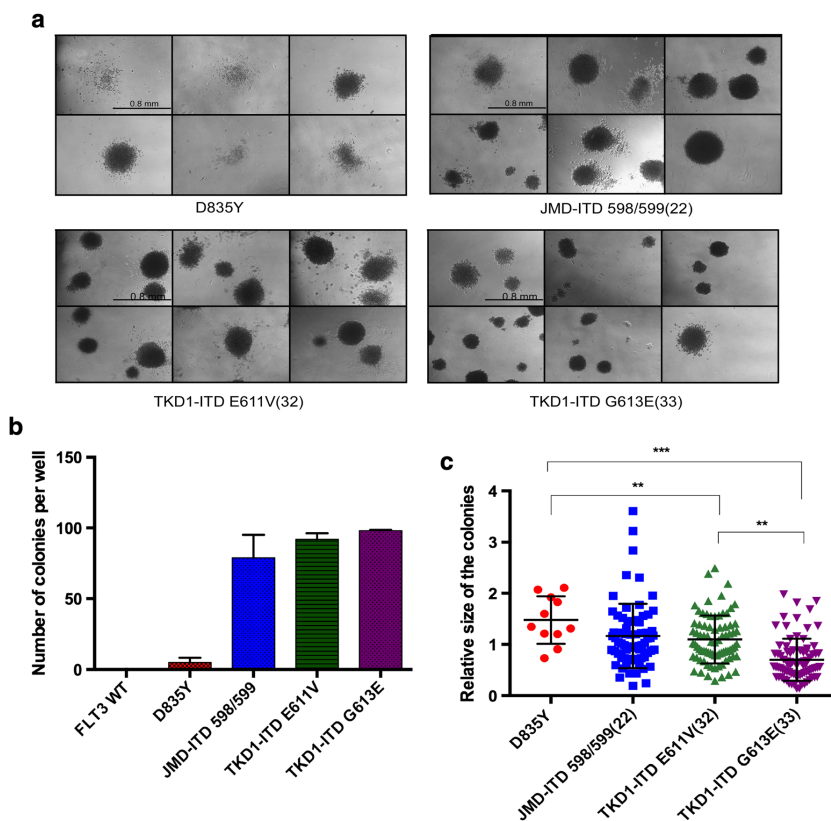 a
0.8 mm
0.8 mm
D835Y
JMD-ITD 598/599(22)
0.8 mm
0.8 mm
TKD1-ITD E611V(32)
TKD1-ITD G613E(33)
b
Number of colonies per well
150
100
50
0
FLT3 WT
D835Y
JMD-ITD 598/599
TKD1-ITD E611V
TKD1-ITD G613E
c
Relative size of the colonies
***
**
**
4
3
2
1
0
D835Y
JMD-ITD 598/599(22)
TKD1-ITD E611V(32)
TKD1-ITD G613E(33)